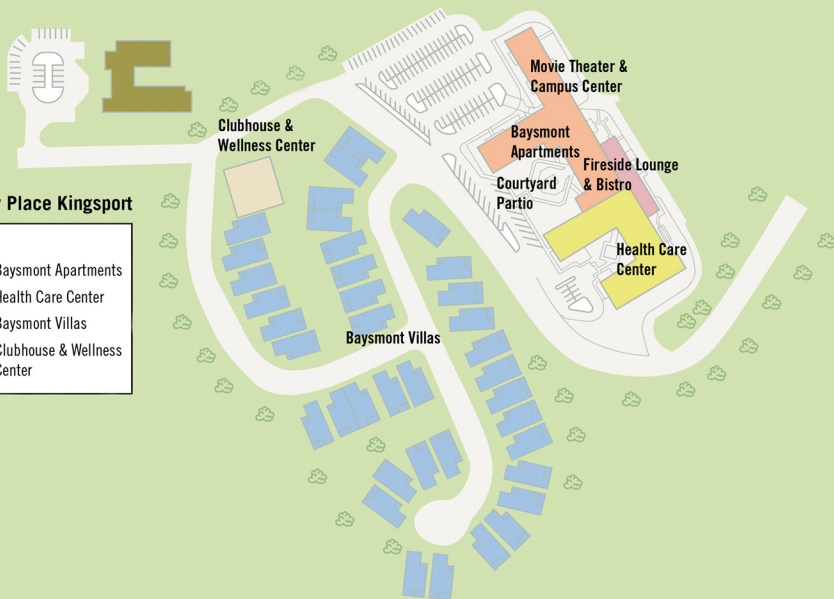 Movie Theater &
Campus Center
Clubhouse &
Wellness Center
Baysmont
Apartments
Fireside Lounge
& Bistro
Courtyard
Partio
Health Care
Center
Baysmont Villas
Place Kingsport
Baysmont Apartments
Health Care Center
Baysmont Villas
Clubhouse & Wellness
Center